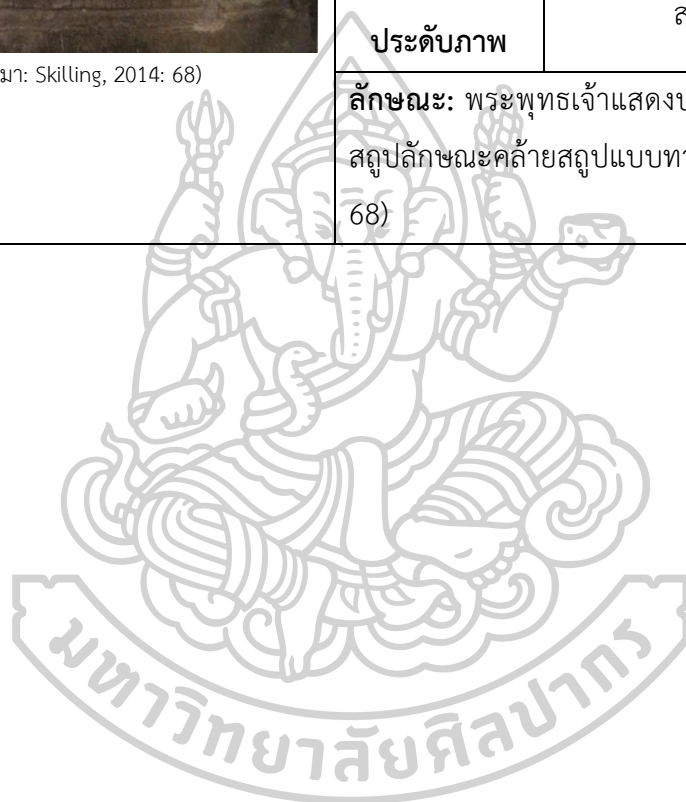 ประดับภาพ
มา: Skilling, 2014: 68)
ลักษณะ: พระพุทธเจ้าแสดง
สถูปลักษณะคล้ายสถูปแบบ
68)
มหาวิทยาลัยศิลปากร